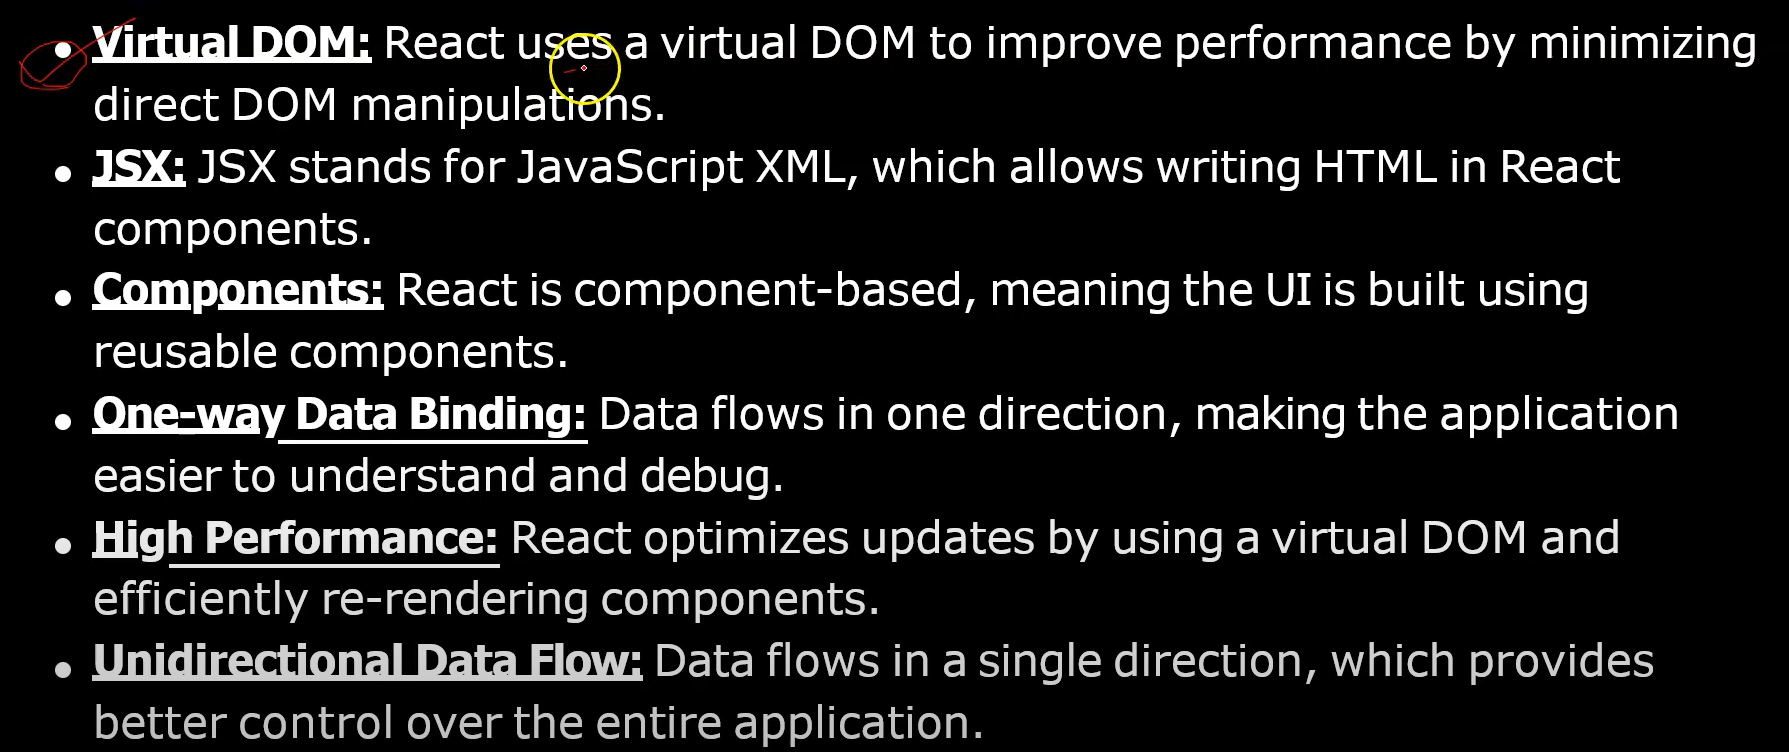 • Virtual DOM: React uses a virtual DOM to improve performance by minimizing
direct DOM manipulations.
• JSX: JSX stands for JavaScript XML, which allows writing HTML in React
components.
• Components: React is component-based, meaning the UI is built using
reusable components.
• One-way Data Binding: Data flows in one direction, making the application
easier to understand and debug.
• High Performance: React optimizes updates by using a virtual DOM and
efficiently re-rendering components.
• Unidirectional Data Flow: Data flows in a single direction, which provides
better control over the entire application.